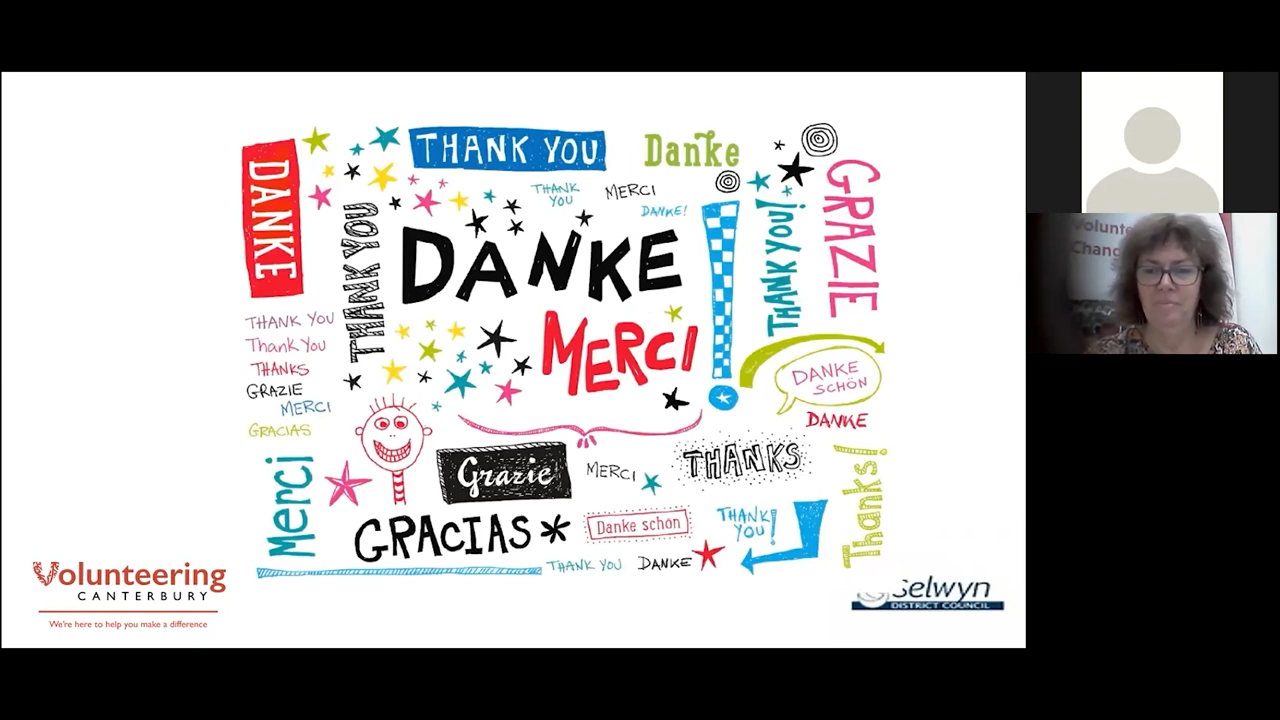 DANKE
THANK YOU
Danke
THANK YOU
MERCI
DANKE!
THANK YOU
DANKE
MERCI
THANK YOU!
GRAZIE
THANK YOU
Thank You
THANKS
GRAZIE
MERCI
GRACIAS
DANKE
SCHÖN
DANKE
Merci
Grazie
MERCI
THANKS
Thanks!
GRACIAS*
Danke schön
THANK
YOU!
THANK YOU
DANKE
Volunteering
CANTERBURY
We're here to help you make a difference
selwyn
DISTRICT COUNCIL
Volunte
Chang